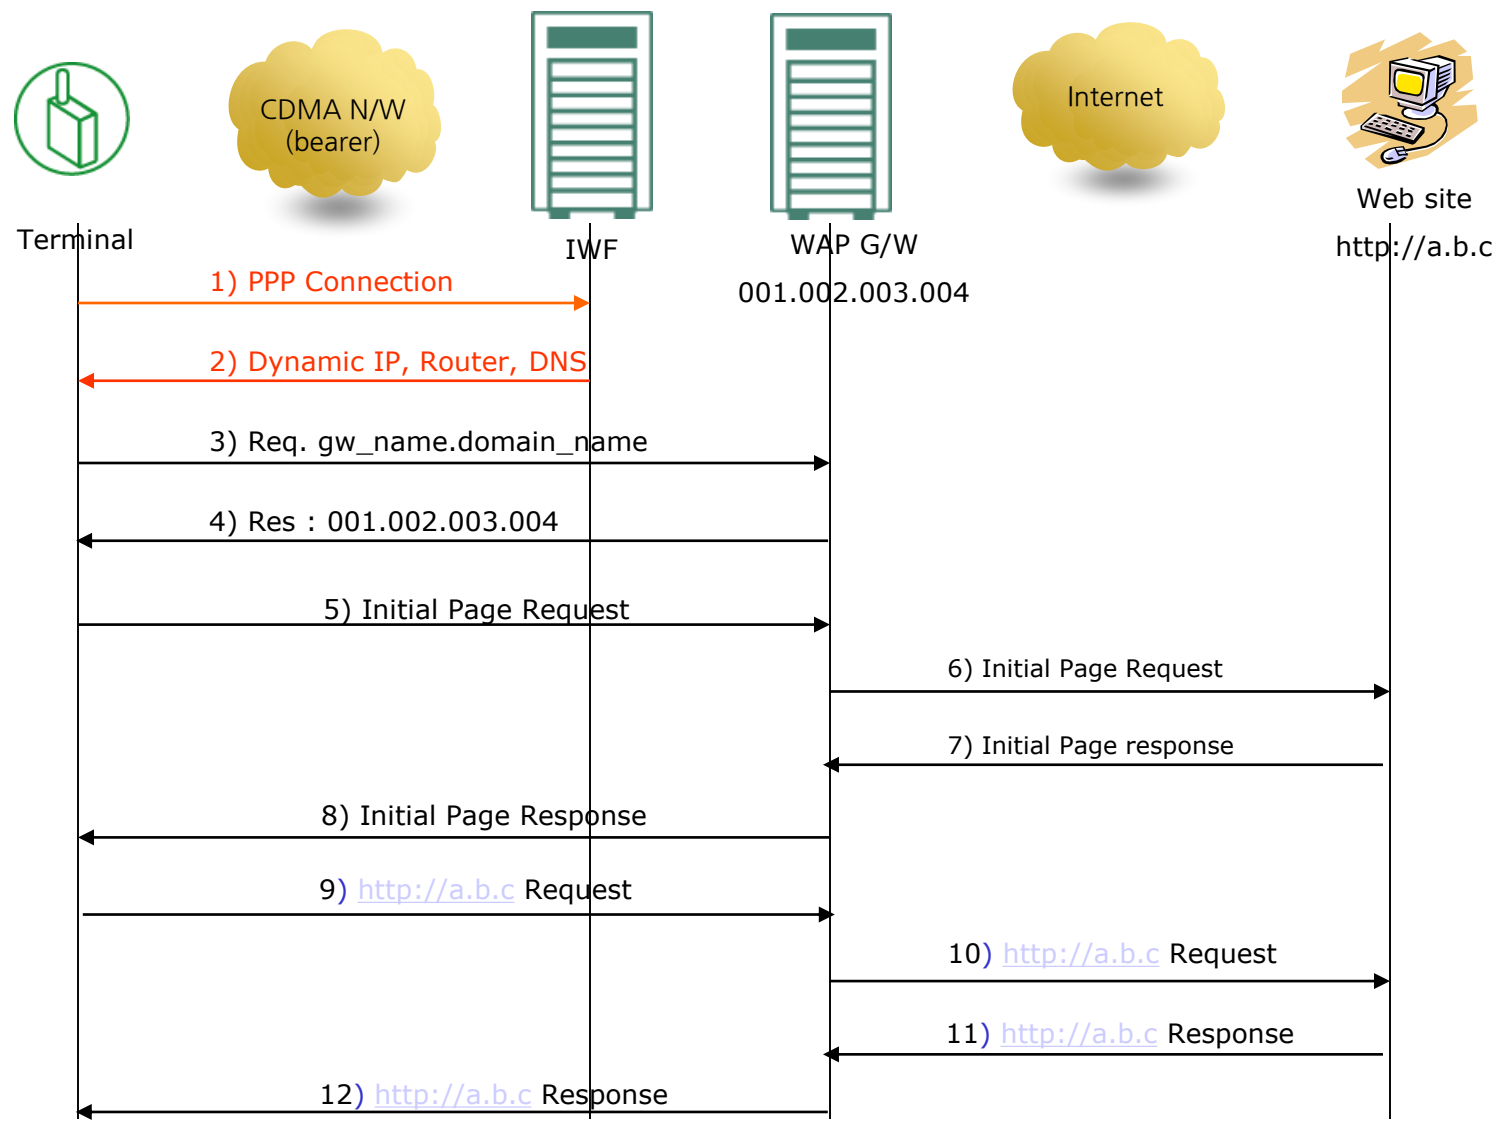 CDMA N/W
(bearer)
Internet
Web site
http://a.b.c
Terminal
IWF
WAP G/W
001.002.003.004
1) PPP Connection
2) Dynamic IP, Router, DNS
3) Req. gw_name.domain_name
4) Res : 001.002.003.004
5) Initial Page Request
6) Initial Page Request
7) Initial Page response
8) Initial Page Response
9) http://a.b.c Request
10) http://a.b.c Request
11) http://a.b.c Response
12) http://a.b.c Response